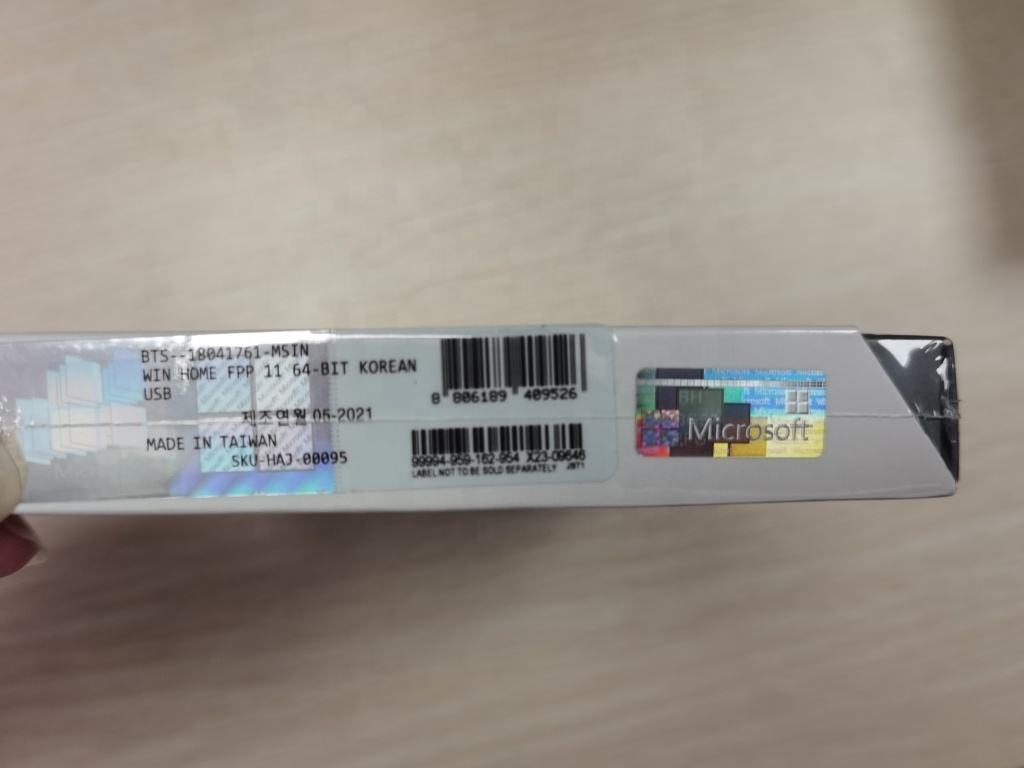 BTS--18041761-MSIN
WIN HOME FPP 11 64-BIT KOREAN
USB
제조연월 05-2021
MADE IN TAIWAN
SKU-HAJ-00095
8 806189 409526
99994-959-162-954 X23-09646
LABEL NOT TO BE SOLD SEPARATELY JBT1
Microsoft